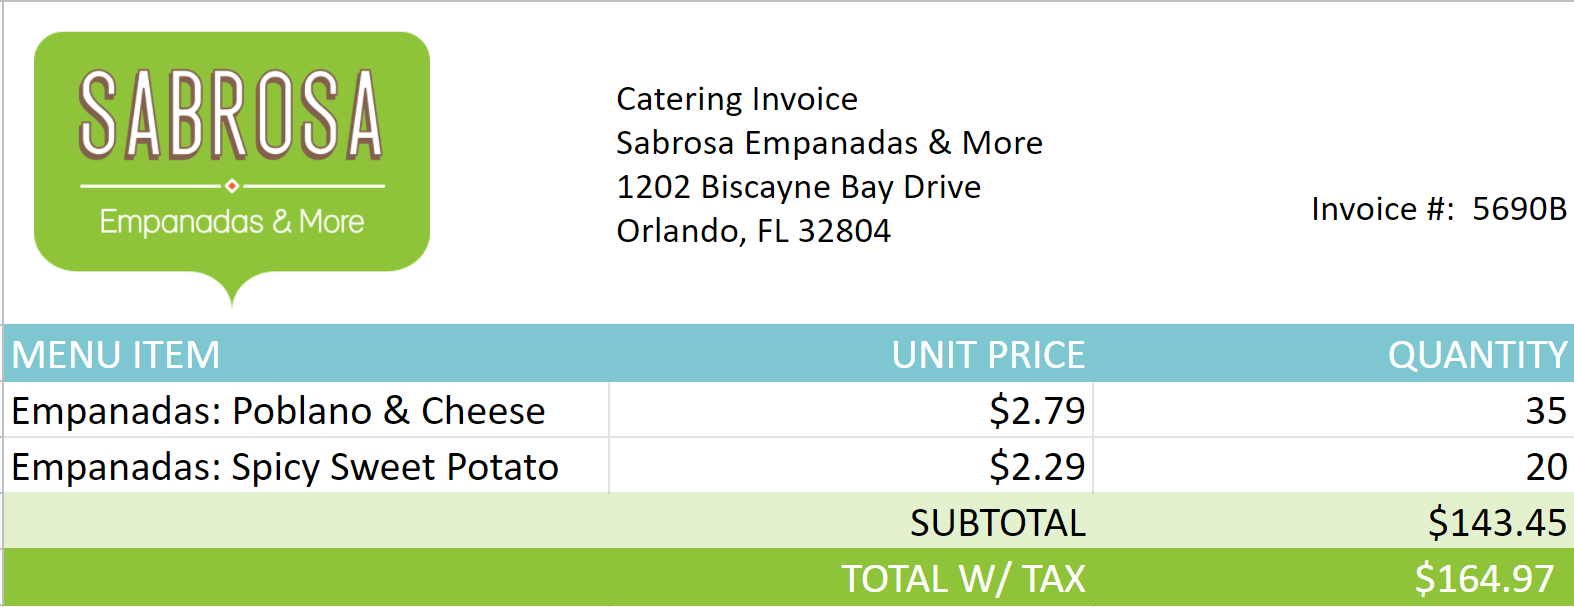 SABROSA
Empanadas & More
Catering Invoice
Sabrosa Empanadas & More
1202 Biscayne Bay Drive
Orlando, FL 32804
Invoice #: 5690B
MENU ITEM UNIT PRICE QUANTITY
Empanadas: Poblano & Cheese $2.79 35
Empanadas: Spicy Sweet Potato $2.29 20
SUBTOTAL $143.45
TOTAL W/ TAX $164.97